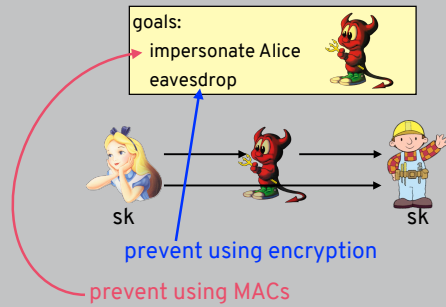 goals:
impersonate Alice
eavesdrop
sk
sk
prevent using encryption
prevent using MACs